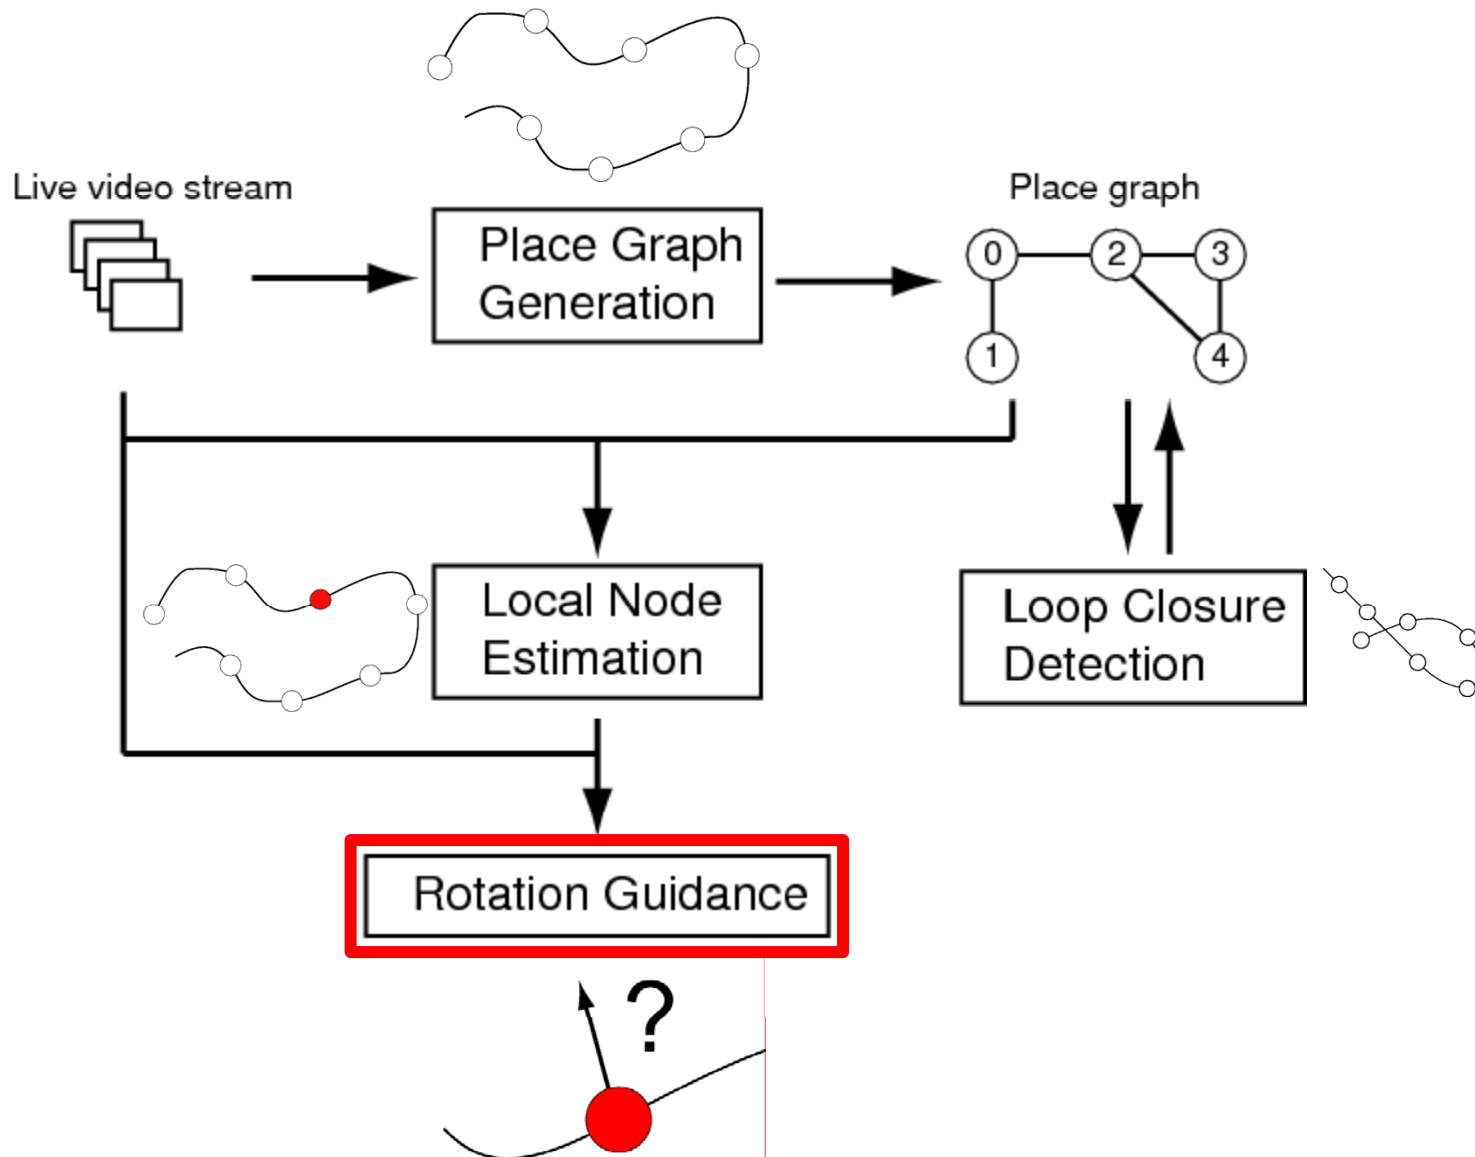 Live video stream
Place Graph
Generation
Place graph
0
2
3
1
4
Local Node
Estimation
Loop Closure
Detection
Rotation Guidance
?